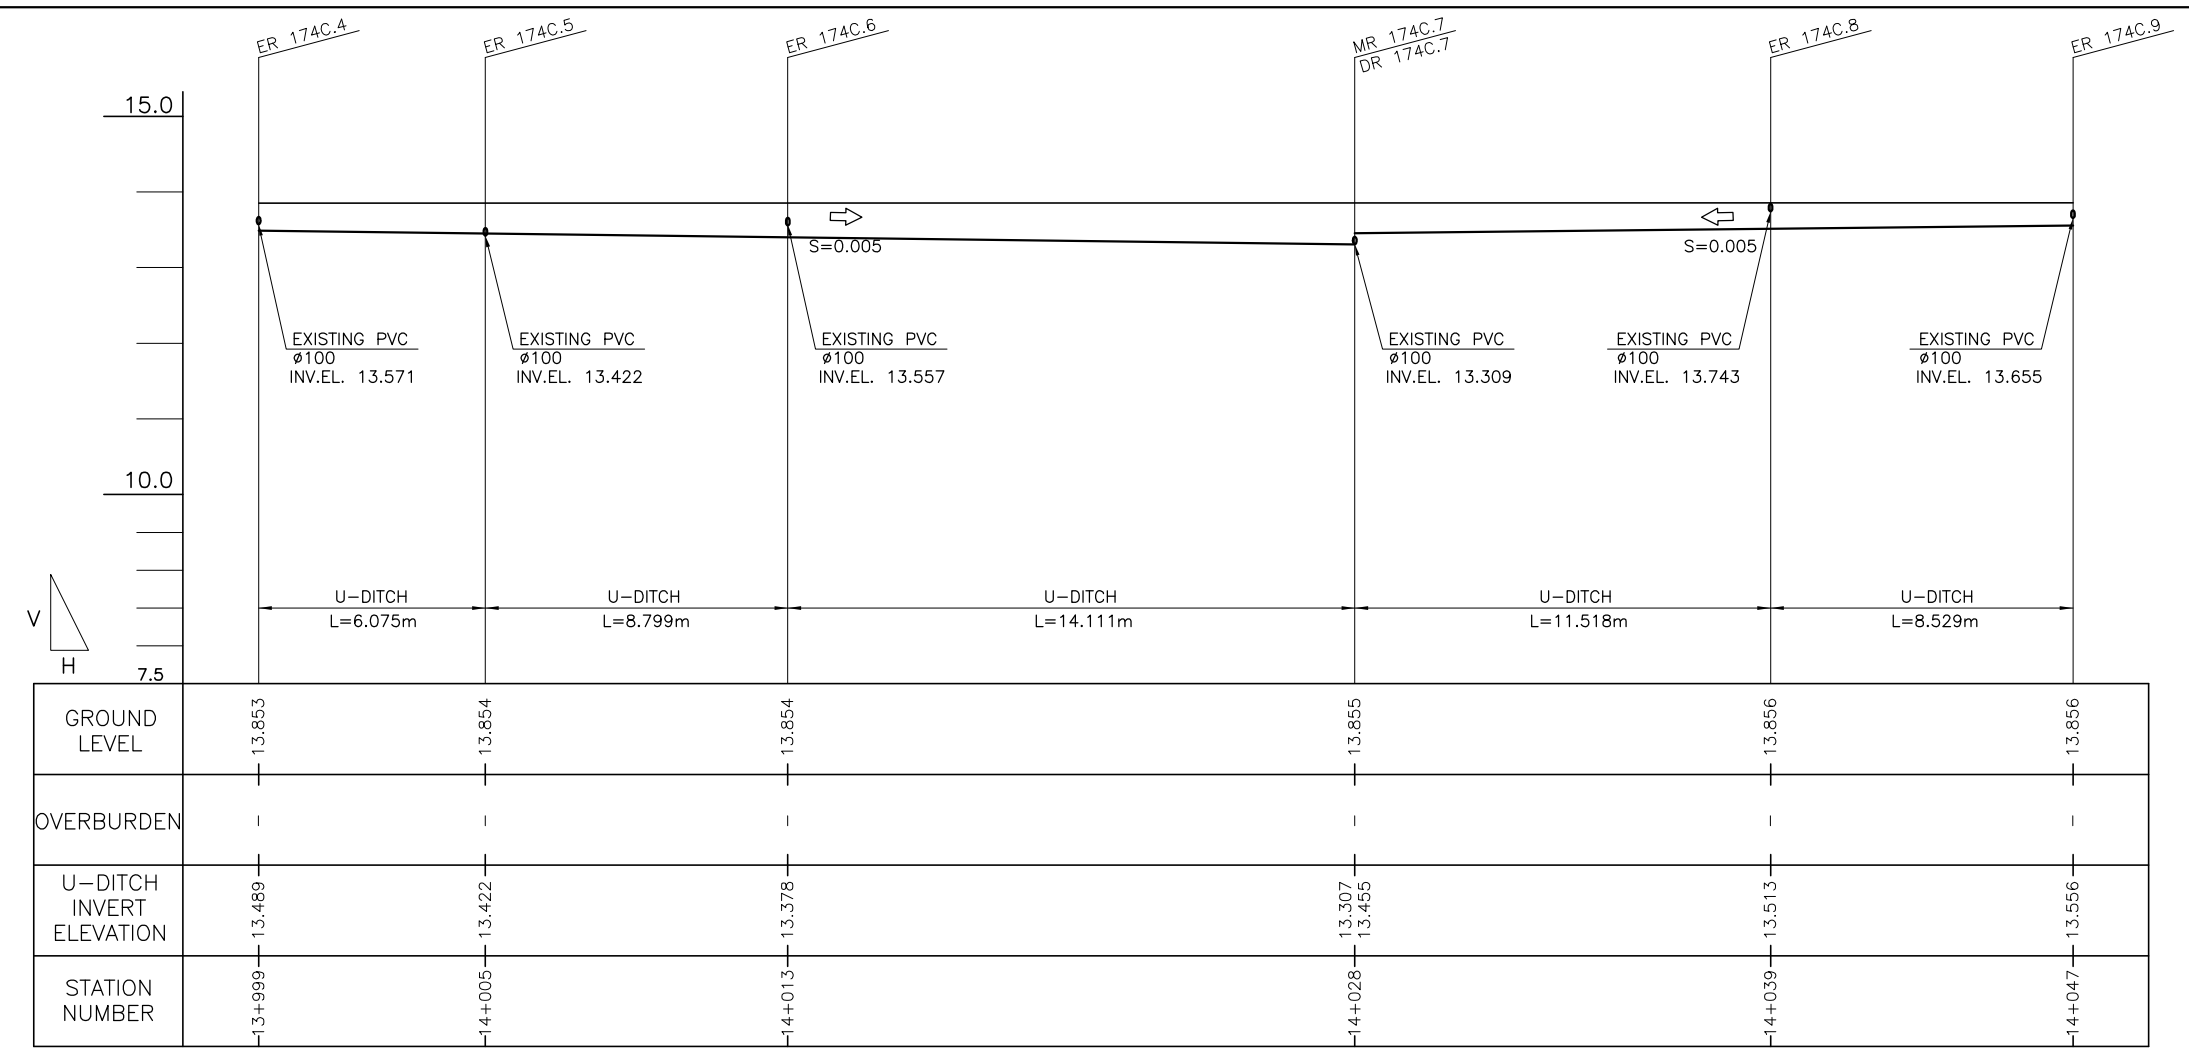 ER 174C.4
ER 174C.5
ER 174C.6
MR 174C.7
DR 174C.7
ER 174C.8
ER 174C.9
15.0
S=0.005
S=0.005
EXISTING PVC
ø100
INV.EL. 13.571
EXISTING PVC
ø100
INV.EL. 13.422
EXISTING PVC
ø100
INV.EL. 13.557
EXISTING PVC
ø100
INV.EL. 13.309
EXISTING PVC
ø100
INV.EL. 13.743
EXISTING PVC
ø100
INV.EL. 13.655
10.0
V
H
7.5
U-DITCH
L=6.075m
U-DITCH
L=8.799m
U-DITCH
L=14.111m
U-DITCH
L=11.518m
U-DITCH
L=8.529m
GROUND
LEVEL
13.853
13.854
13.854
13.855
13.856
13.856
OVERBURDEN
-
-
-
-
-
-
U-DITCH
INVERT
ELEVATION
13.489
13.422
13.378
13.307
13.455
13.513
13.556
STATION
NUMBER
13+999
14+005
14+013
14+028
14+039
14+047